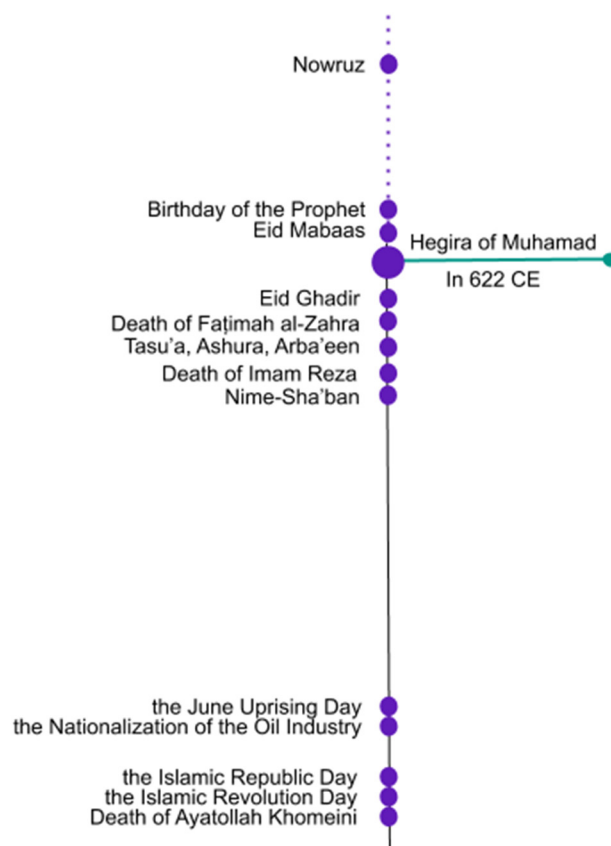 Nowruz
Birthday of the Prophet
Eid Mabaas
Hegira of Muhamad
In 622 CE
Eid Ghadir
Death of Faţimah al-Zahra
Tasu'a, Ashura, Arba'een
Death of Imam Reza
Nime-Sha'ban
the June Uprising Day
the Nationalization of the Oil Industry
the Islamic Republic Day
the Islamic Revolution Day
Death of Ayatollah Khomeini